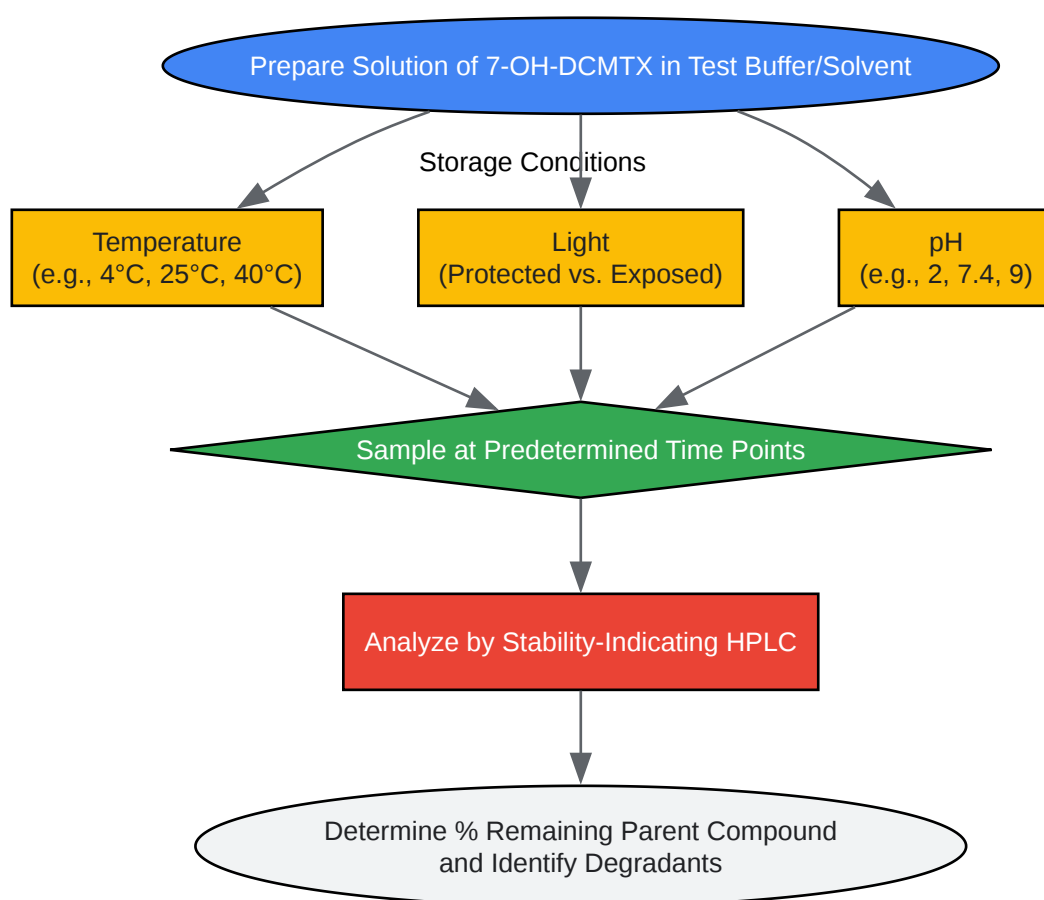 Prepare Solution of 7-OH-DCMTX in Test Buffer/Solvent
Storage Conditions
Temperature
(e.g., 4°C, 25°C, 40°C)
Light
(Protected vs. Exposed)
pH
(e.g., 2, 7.4, 9)
Sample at Predetermined Time Points
Analyze by Stability-Indicating HPLC
Determine % Remaining Parent Compound
and Identify Degradants